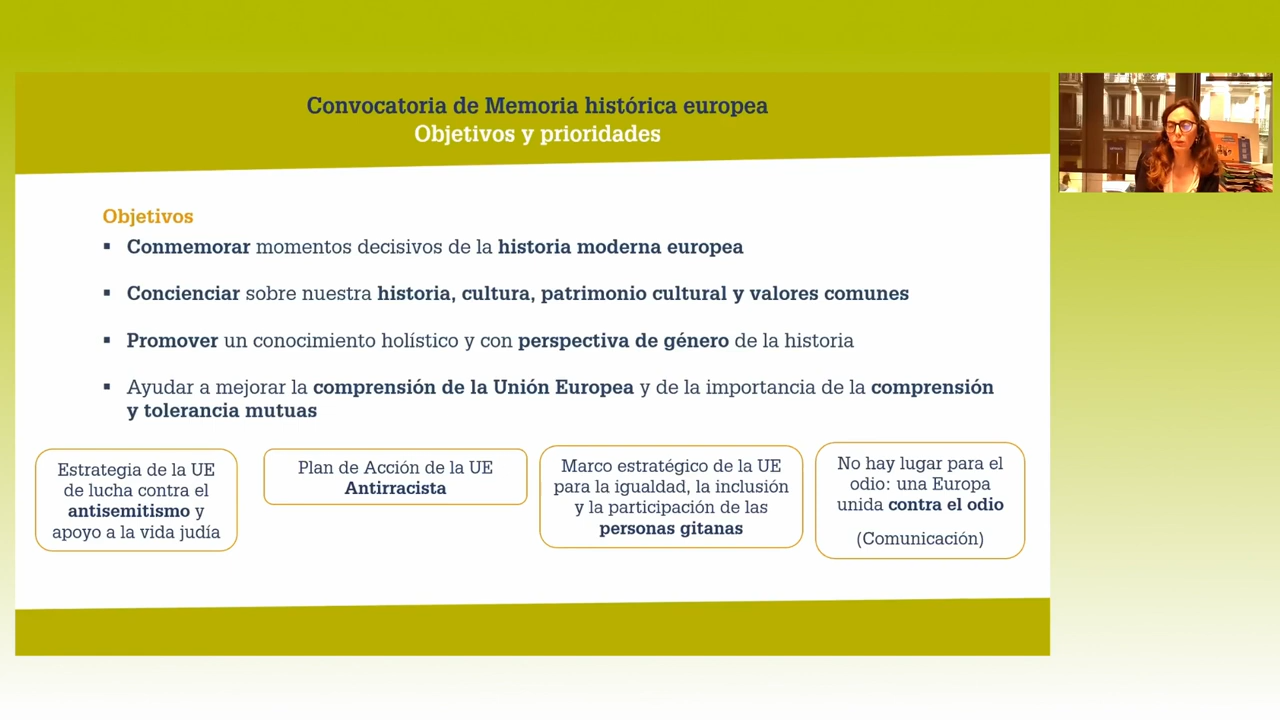 Convocatoria de Memoria histórica europea
Objetivos y prioridades
Objetivos
▪ Conmemorar momentos decisivos de la historia moderna europea
▪ Concienciar sobre nuestra historia, cultura, patrimonio cultural y valores comunes
▪ Promover un conocimiento holístico y con perspectiva de género de la historia
▪ Ayudar a mejorar la comprensión de la Unión Europea y de la importancia de la comprensión
y tolerancia mutuas
Estrategia de la UE
de lucha contra el
antisemitismo y
apoyo a la vida judía
Plan de Acción de la UE
Antirracista
Marco estratégico de la UE
para la igualdad, la inclusión
y la participación de las
personas gitanas
No hay lugar para el
odio: una Europa
unida contra el odio
(Comunicación)